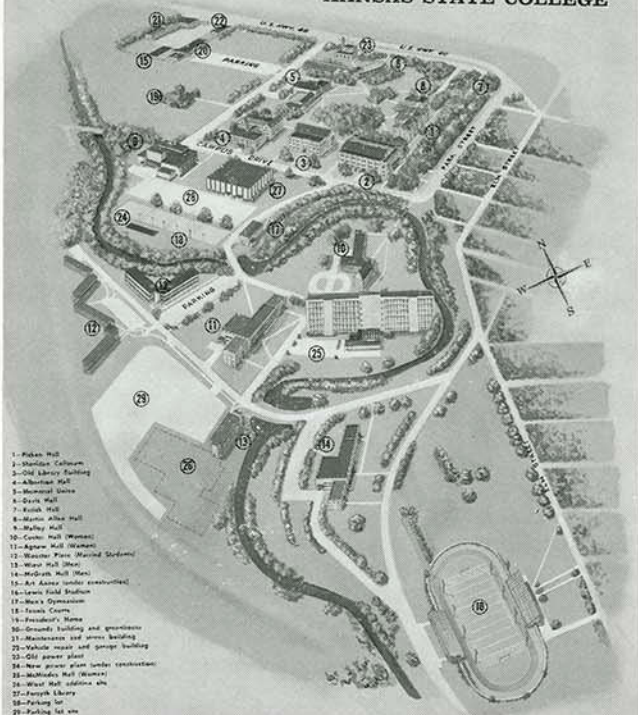 KANSAS STATE COLLEGE
U.S. HWY 40
U.S. HWY 40
PARKING
CAMPUS DRIVE
PARK STREET
ELM STREET
PARKING
N
W E
S
1—Picken Hall
2—Sheridan Coliseum
3—Old Library Building
4—Albertson Hall
5—Memorial Union
6—Davis Hall
7—Rarick Hall
8—Martin Allen Hall
9—Malloy Hall
10—Custer Hall (Women)
11—Agnew Hall (Women)
12—Wooster Place (Married Students)
13—Wiest Hall (Men)
14—McGrath Hall (Men)
15—Art Annex (under construction)
16—Lewis Field Stadium
17—Men's Gymnasium
18—Tennis Courts
19—President's Home
20—Grounds building and greenhouse
21—Maintenance and stores building
22—Vehicle repair and garage building
23—Old power plant
24—New power plant (under construction)
25—McMindes Hall (Women)
26—Wiest Hall addition site
27—Forsyth Library
28—Parking lot
29—Parking lot site